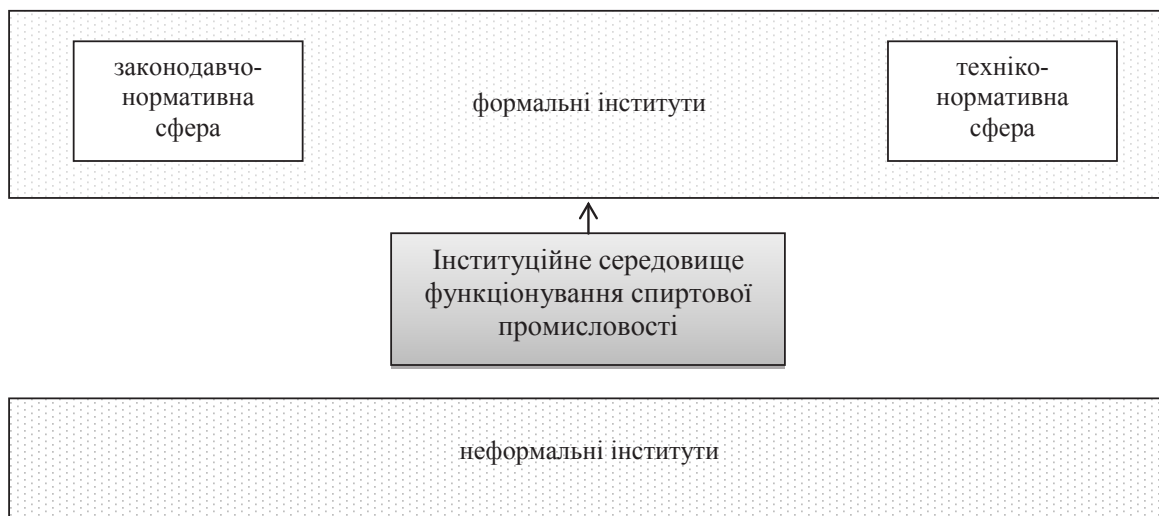 законодавчо-
нормативна
сфера
формальні інститути
техніко-
нормативна
сфера
Інституційне середовище
функціонування спиртової
промисловості
неформальні інститути